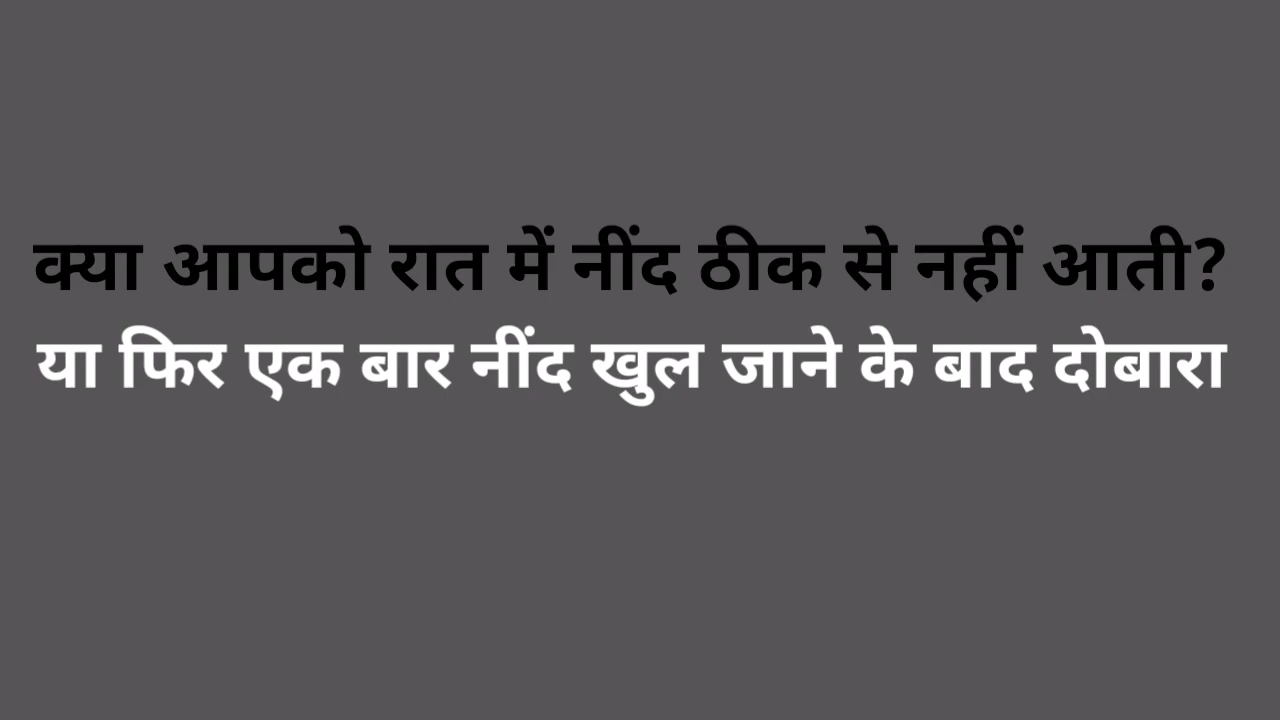 क्या आपको रात में नींद ठीक से नहीं आती?
या फिर एक बार नींद खुल जाने के बाद दोबारा